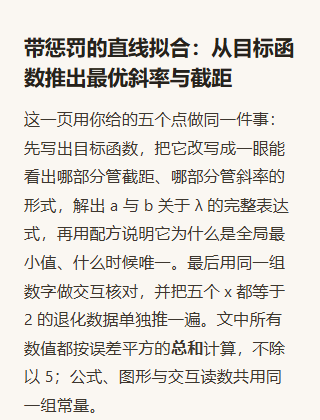 带惩罚的直线拟合：从目标函
数推出最优斜率与截距
这一页用你给的五个点做同一件事：
先写出目标函数，把它改写成一眼能
看出哪部分管截距、哪部分管斜率的
形式，解出 a 与 b 关于 λ 的完整表达
式，再用配方说明它为什么是全局最
小值、什么时候唯一。最后用同一组
数字做交互核对，并把五个 x 都等于
2 的退化数据单独推一遍。文中所有
数值都按误差平方的总和计算，不除
以 5；公式、图形与交互读数共用同
一组常量。